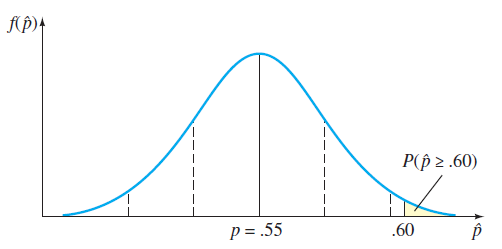 f(p̂)
P(p̂ ≥ .60)
p = .55
.60
p̂